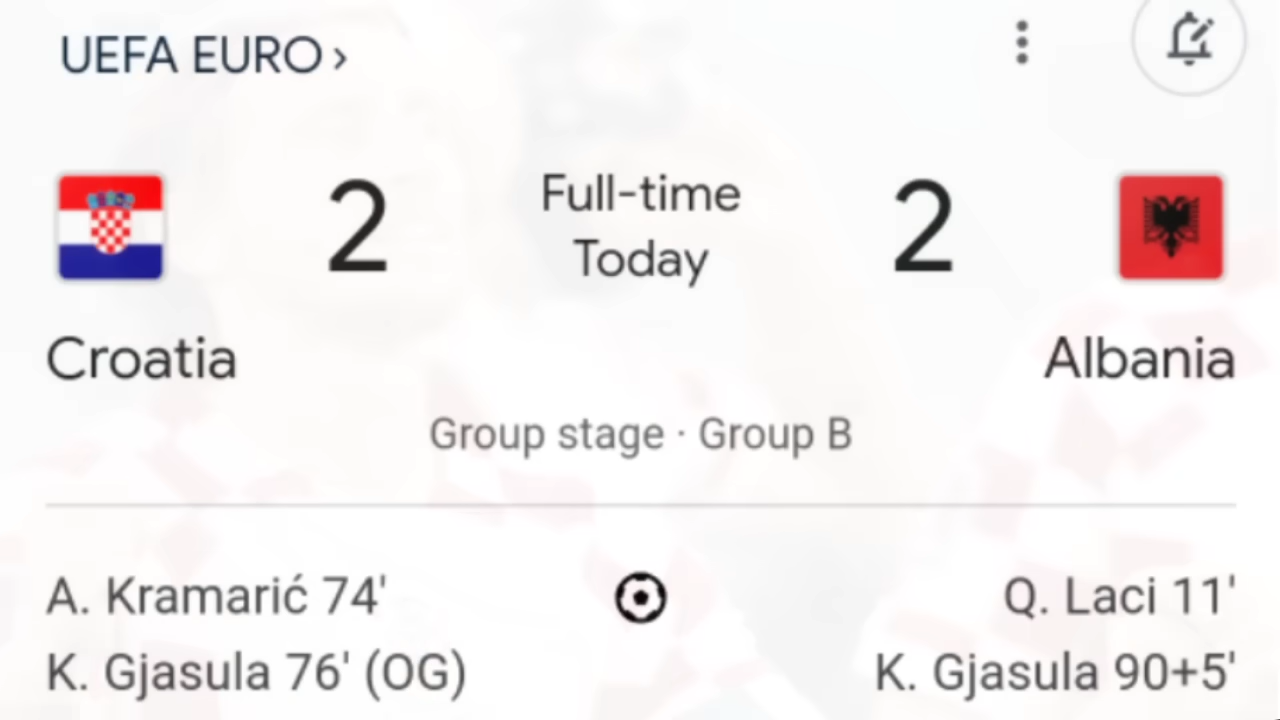 UEFA EURO ›
2 Full-time 2
Today
Croatia Albania
Group stage · Group B
A. Kramarić 74' Q. Laci 11'
K. Gjasula 76' (OG) K. Gjasula 90+5'